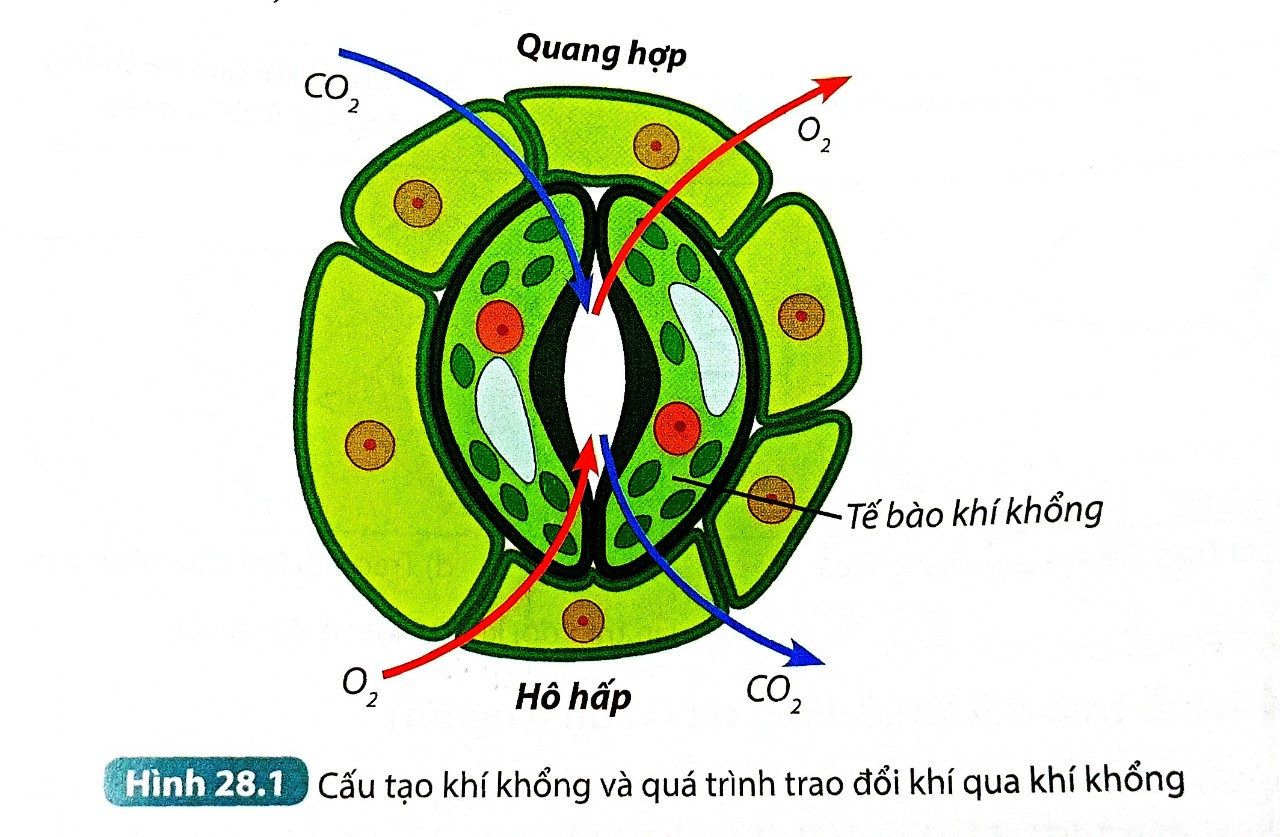 Quang hợp
CO₂
O₂
Tế bào khí khổng
O₂
Hô hấp
CO₂
Hình 28.1 Cấu tạo khí khổng và quá trình trao đổi khí qua khí khổng